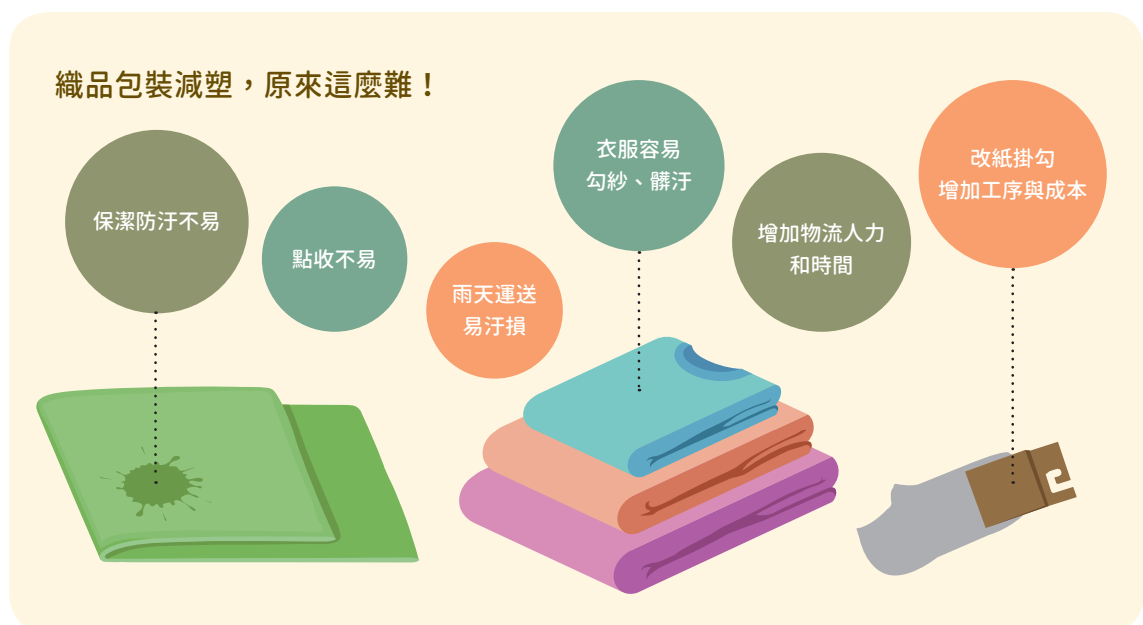 織品包裝減塑，原來這麼難！
保潔防汙不易
點收不易
雨天運送
易汙損
衣服容易
勾紗、髒汙
增加物流人力
和時間
改紙掛勾
增加工序與成本